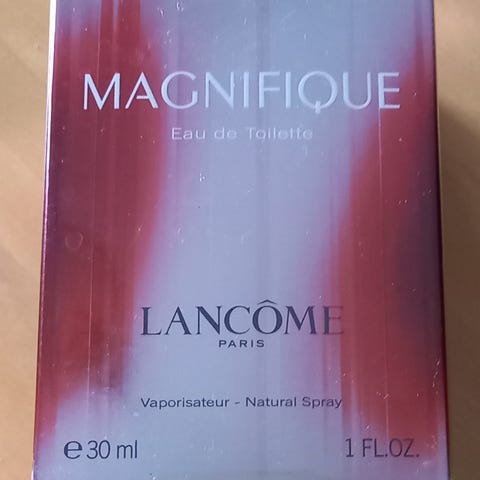 MAGNIFIQUE
Eau de Toilette
LANCÔME
PARIS
Vaporisateur - Natural Spray
℮ 30 ml 1 FL.OZ.